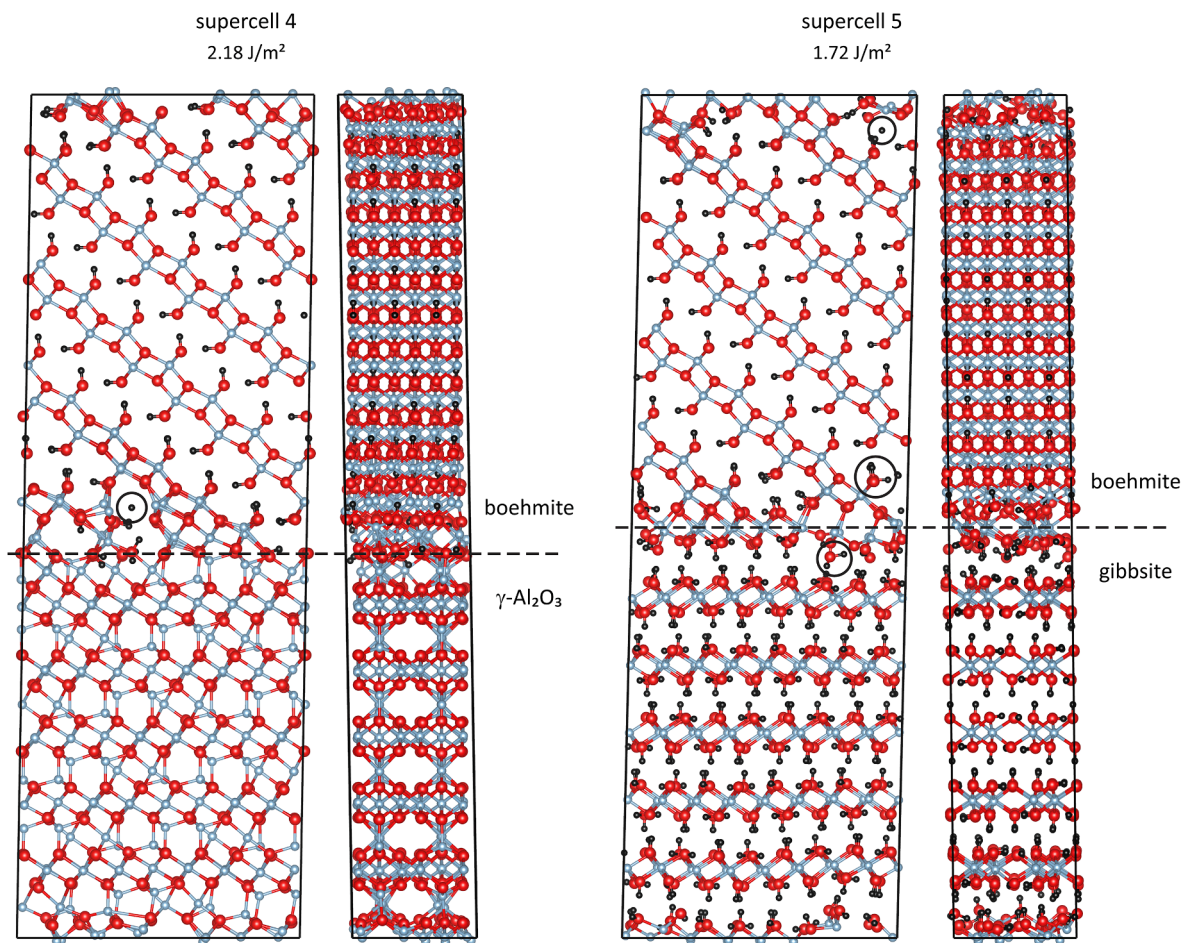 supercell 4
2.18 J/m²
supercell 5
1.72 J/m²
boehmite
γ-Al₂O₃
boehmite
gibbsite